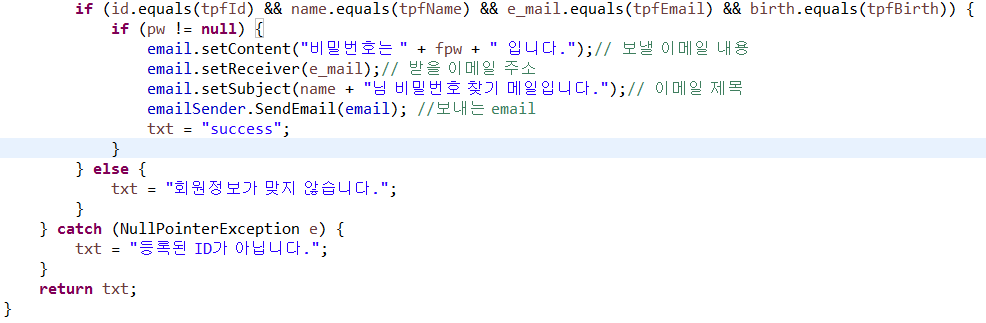 if (id.equals(tpfId) && name.equals(tpfName) && e_mail.equals(tpfEmail) && birth.equals(tpfBirth)) {
if (pw != null) {
email.setContent("비밀번호는 " + fpw + " 입니다.");// 보낼 이메일 내용
email.setReceiver(e_mail);// 받을 이메일 주소
email.setSubject(name + "님 비밀번호 찾기 메일입니다.");// 이메일 제목
emailSender.SendEmail(email); //보내는 email
txt = "success";
}
} else {
txt = "회원정보가 맞지 않습니다.";
}
} catch (NullPointerException e) {
txt = "등록된 ID가 아닙니다.";
}
return txt;
}